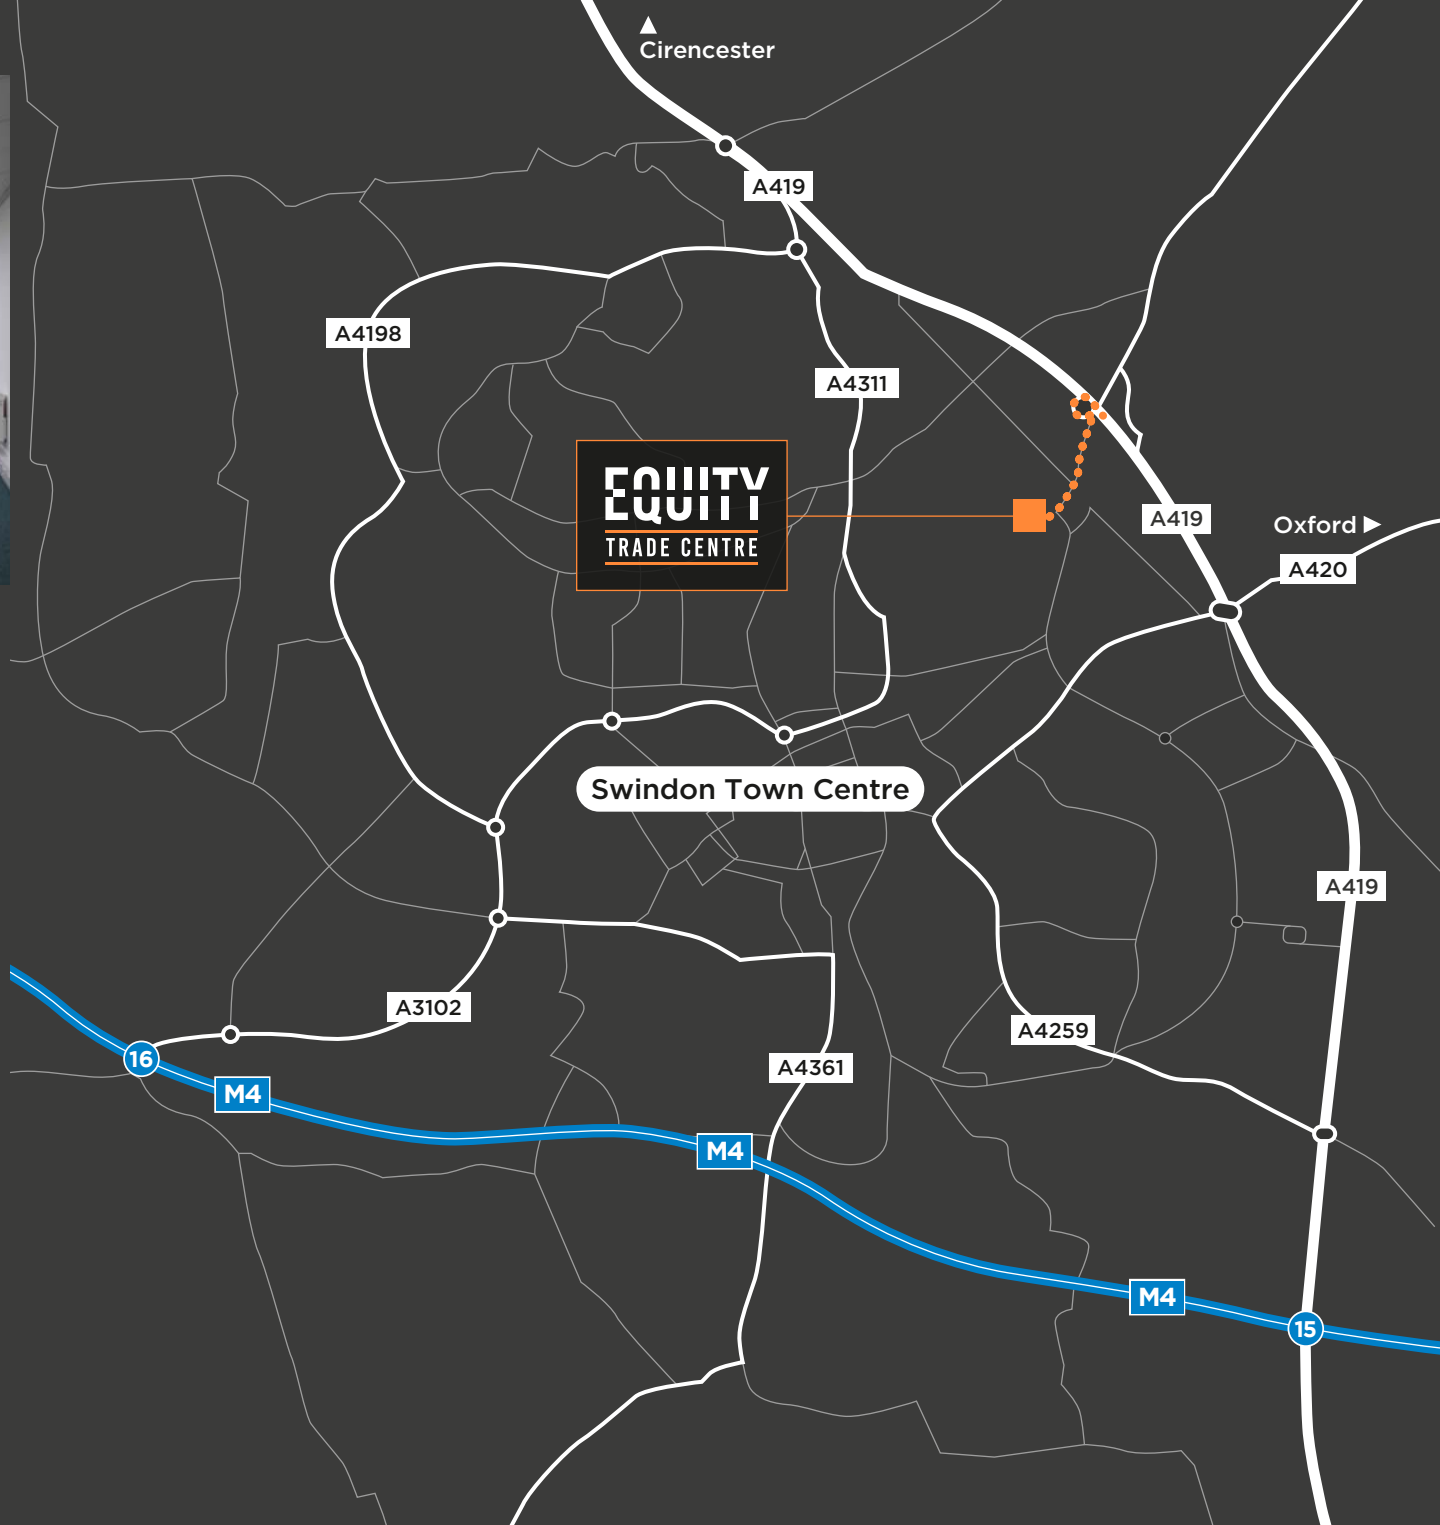 Cirencester
A419
A4198
A4311
EQUITY
TRADE CENTRE
A419
Oxford
A420
Swindon Town Centre
A419
A3102
A4259
16
A4361
M4
M4
M4
15